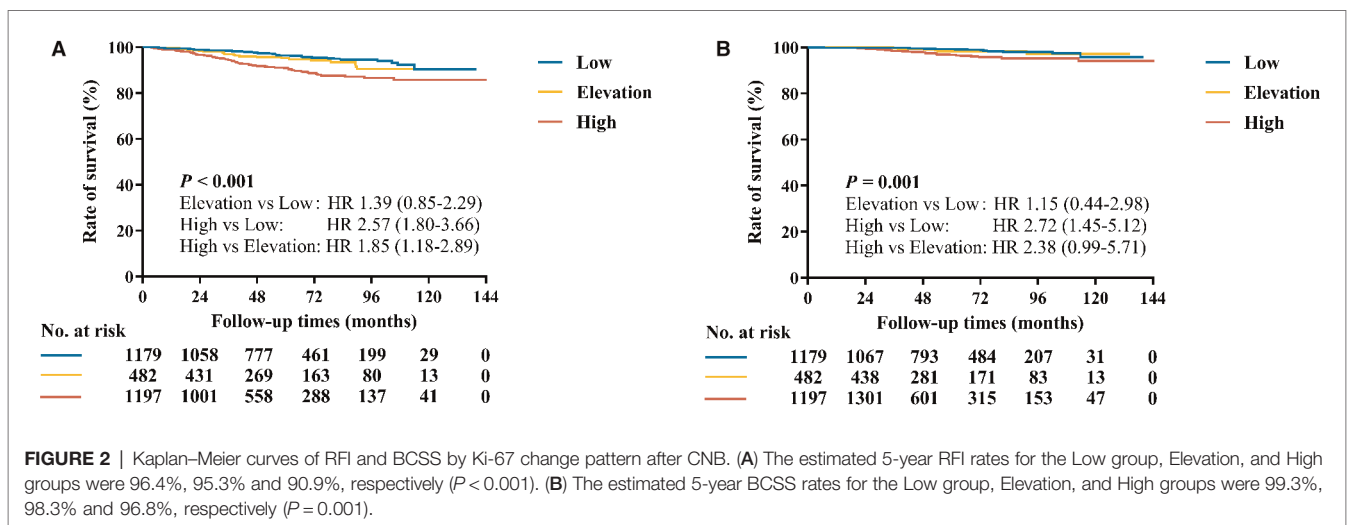 A
100
80
60
40
20
0
Rate of survival (%)
Low
Elevation
High
P < 0.001
Elevation vs Low: HR 1.39 (0.85-2.29)
High vs Low: HR 2.57 (1.80-3.66)
High vs Elevation: HR 1.85 (1.18-2.89)
0 24 48 72 96 120 144
Follow-up times (months)
No. at risk
1179 1058 777 461 199 29 0
482 431 269 163 80 13 0
1197 1001 558 288 137 41 0
B
100
80
60
40
20
0
Rate of survival (%)
Low
Elevation
High
P = 0.001
Elevation vs Low: HR 1.15 (0.44-2.98)
High vs Low: HR 2.72 (1.45-5.12)
High vs Elevation: HR 2.38 (0.99-5.71)
0 24 48 72 96 120 144
Follow-up times (months)
No. at risk
1179 1067 793 484 207 31 0
482 438 281 171 83 13 0
1197 1301 601 315 153 47 0
FIGURE 2 | Kaplan–Meier curves of RFI and BCSS by Ki-67 change pattern after CNB. (A) The estimated 5-year RFI rates for the Low group, Elevation, and High
groups were 96.4%, 95.3% and 90.9%, respectively (P < 0.001). (B) The estimated 5-year BCSS rates for the Low group, Elevation, and High groups were 99.3%,
98.3% and 96.8%, respectively (P = 0.001).